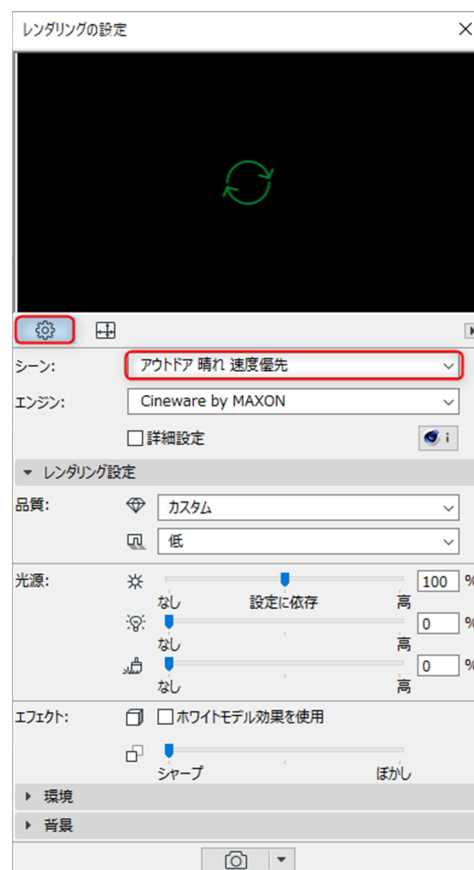 レンダリングの設定
シーン:
アウトドア 晴れ 速度優先
エンジン:
Cineware by MAXON
詳細設定
i
レンダリング設定
品質:
カスタム
低
光源:
100 %
なし 設定に依存 高
0 %
なし 高
0 %
なし 高
エフェクト:
ホワイトモデル効果を使用
シャープ ぼかし
環境
背景